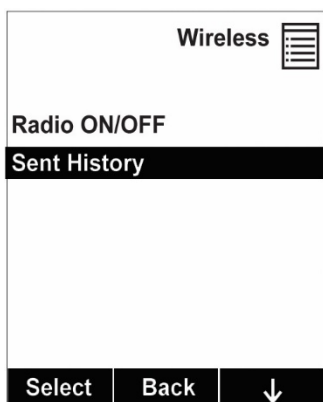 Wireless
Radio ON/OFF
Sent History
Select Back ↓